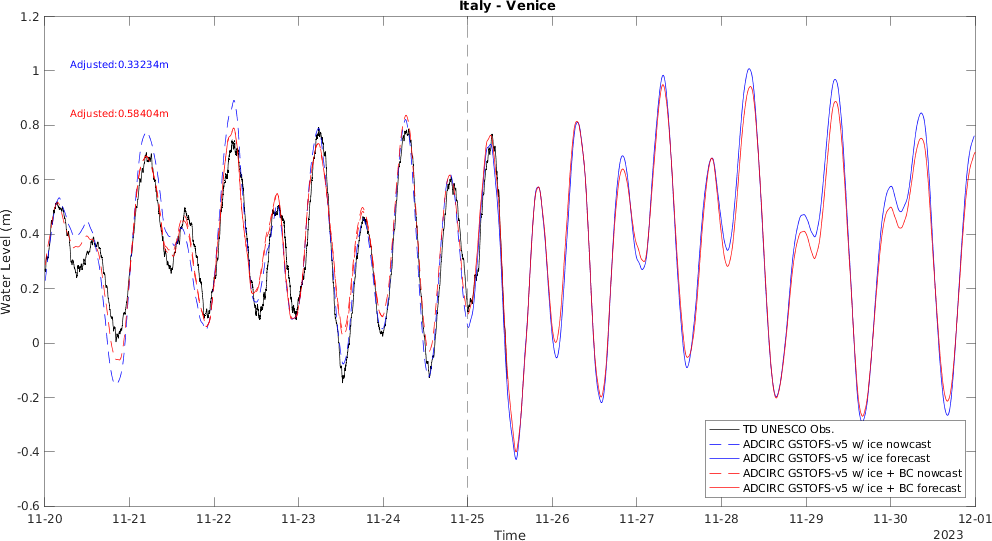 Italy - Venice
1.2
1
0.8
0.6
0.4
0.2
0
-0.2
-0.4
-0.6
Water Level (m)
Adjusted:0.33234m
Adjusted:0.58404m
TD UNESCO Obs.
ADCIRC GSTOFS-v5 w/ ice nowcast
ADCIRC GSTOFS-v5 w/ ice forecast
ADCIRC GSTOFS-v5 w/ ice + BC nowcast
ADCIRC GSTOFS-v5 w/ ice + BC forecast
11-20 11-21 11-22 11-23 11-24 11-25 11-26 11-27 11-28 11-29 11-30 12-01
Time
2023